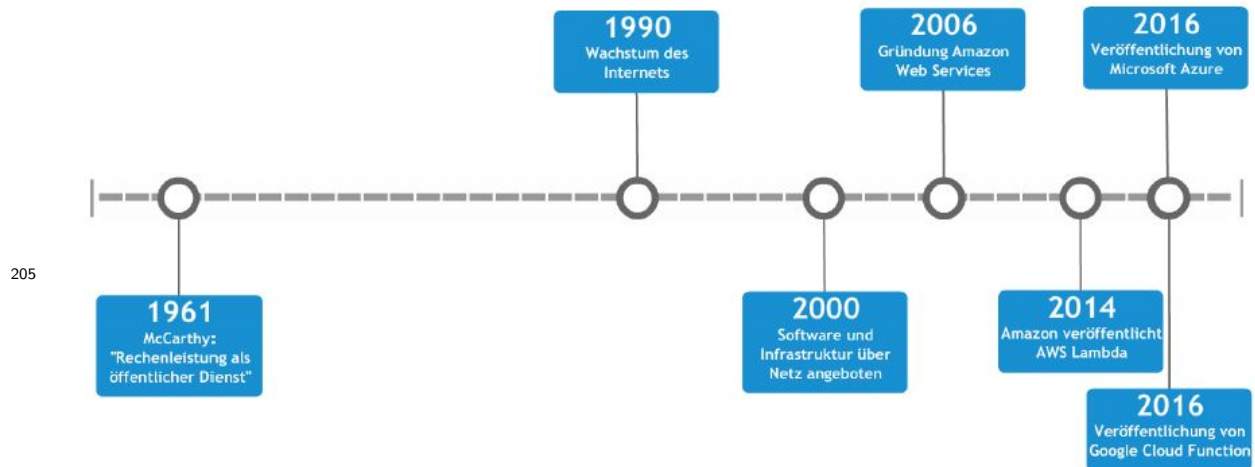 1990
Wachstum des
Internets
2006
Gründung Amazon
Web Services
2016
Veröffentlichung von
Microsoft Azure
205
1961
McCarthy:
"Rechenleistung als
öffentlicher Dienst"
2000
Software und
Infrastruktur über
Netz angeboten
2014
Amazon veröffentlicht
AWS Lambda
2016
Veröffentlichung von
Google Cloud Function